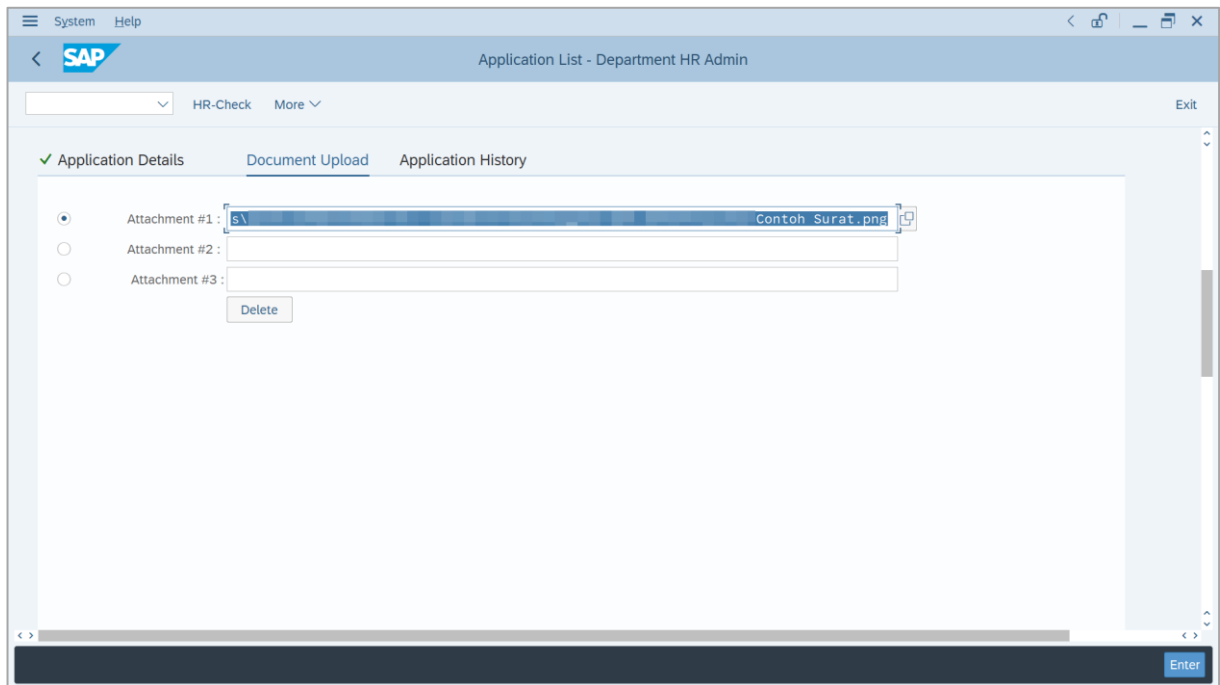 System Help
SAP
Application List - Department HR Admin
HR-Check More Exit
Application Details Document Upload Application History
Attachment #1 : s\ Contoh Surat.png
Attachment #2 :
Attachment #3 :
Delete
Enter